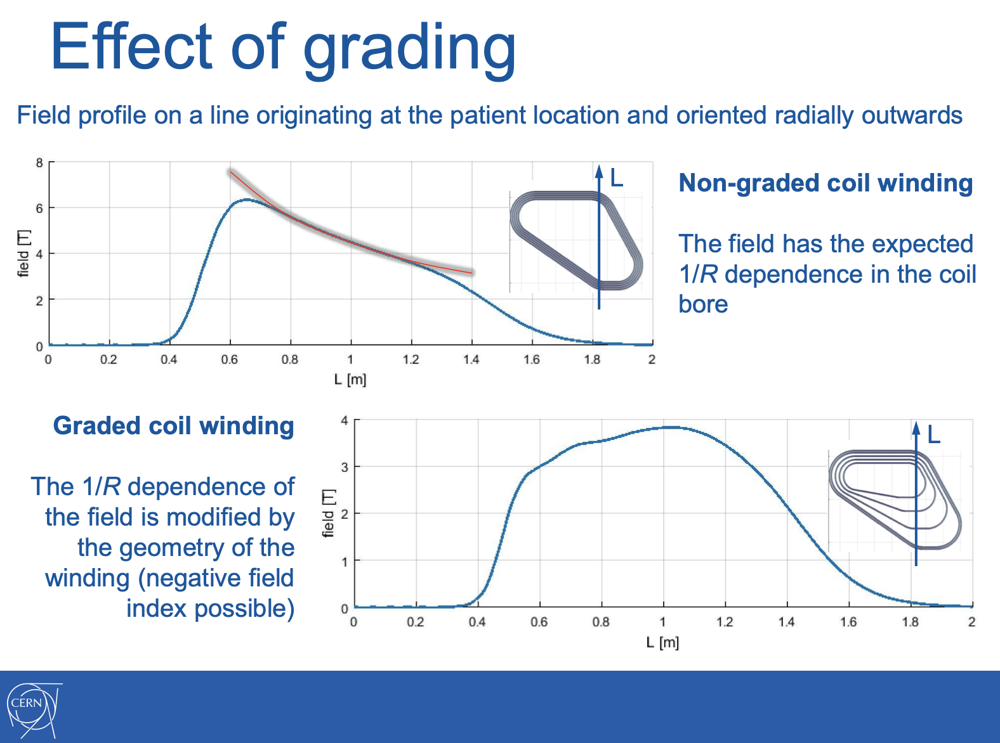 Effect of grading
Field profile on a line originating at the patient location and oriented radially outwards
8
6
4
2
0
field [T]
0 0.2 0.4 0.6 0.8 1 1.2 1.4 1.6 1.8 2
L [m]
L
Non-graded coil winding
The field has the expected
1/R dependence in the coil
bore
Graded coil winding
The 1/R dependence of
the field is modified by
the geometry of the
winding (negative field
index possible)
4
3
2
1
0
field [T]
0 0.2 0.4 0.6 0.8 1 1.2 1.4 1.6 1.8 2
L [m]
L
CERN